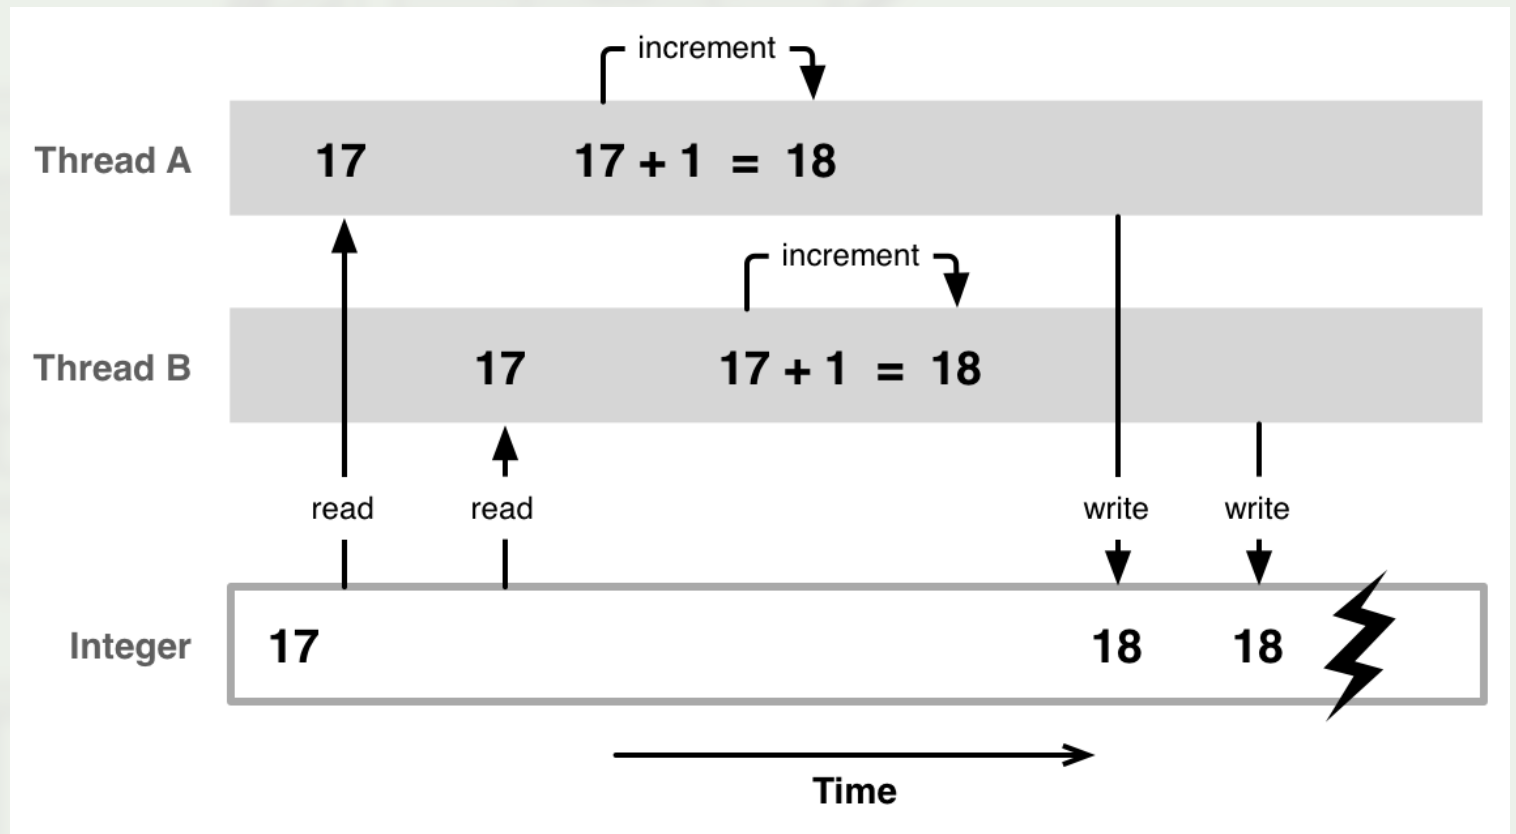 increment
Thread A 17 17 + 1 = 18
increment
Thread B 17 17 + 1 = 18
read read write write
Integer 17 18 18
Time